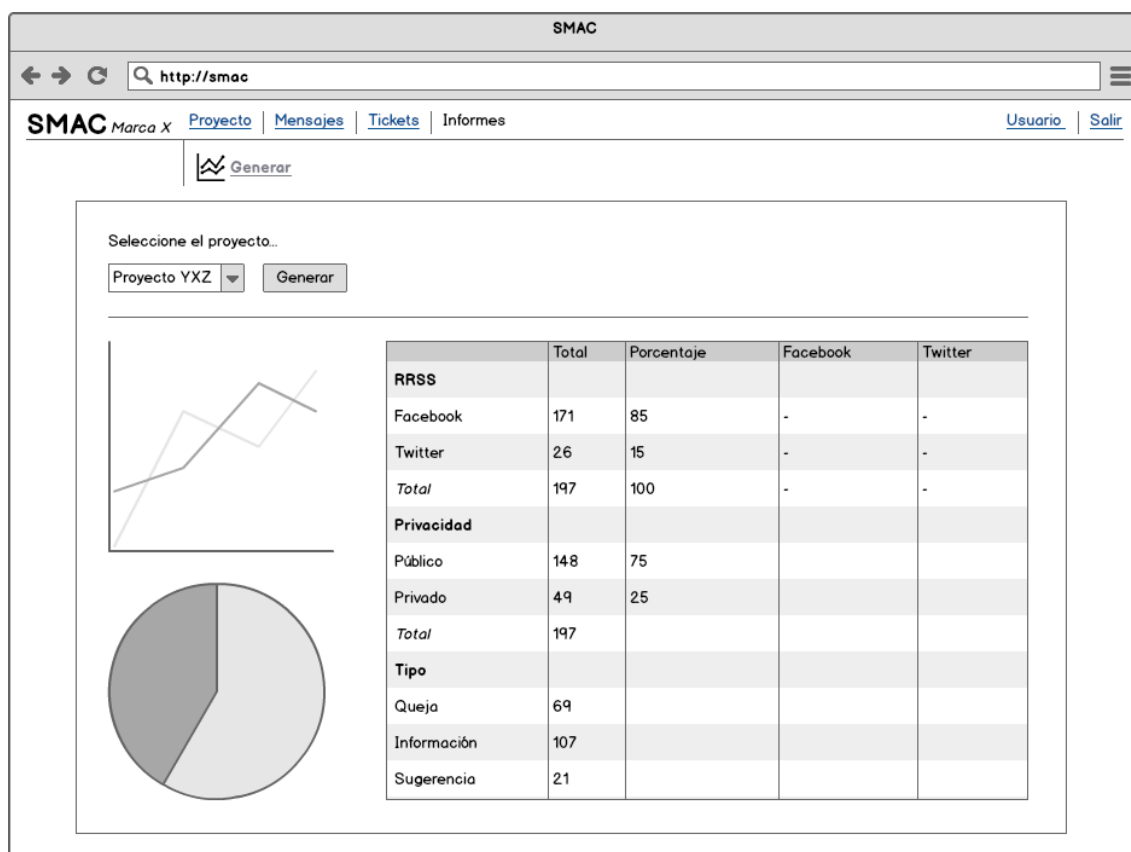 SMAC
http://smac
SMAC Marca X Proyecto Mensajes Tickets Informes Usuario Salir
Generar
Seleccione el proyecto...
Proyecto YXZ Generar
Total Porcentaje Facebook Twitter
RRSS
Facebook 171 85 - -
Twitter 26 15 - -
Total 197 100 - -
Privacidad
Público 148 75
Privado 49 25
Total 197
Tipo
Queja 69
Información 107
Sugerencia 21